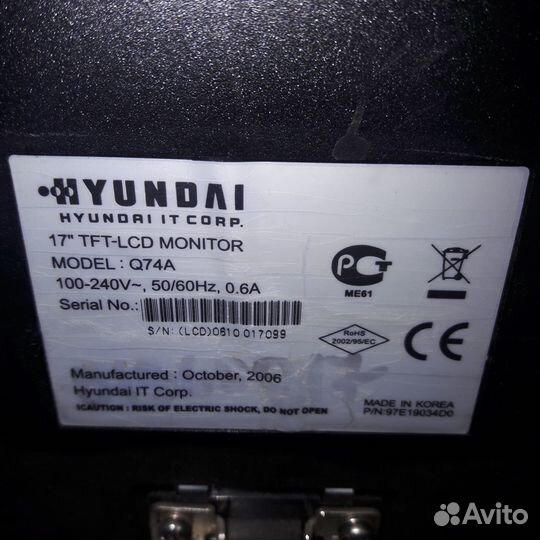 HYUNDAI
HYUNDAI IT CORP.
17" TFT-LCD MONITOR
MODEL : Q74A
100-240V~, 50/60Hz, 0.6A
Serial No.:
S/N: (LCD)0610 017099
Manufactured : October, 2006
Hyundai IT Corp.
!CAUTION : RISK OF ELECTRIC SHOCK, DO NOT OPEN
РСТ
ME61
CE
RoHS
2002/95/EC
MADE IN KOREA
P/N:97E19034D0
Avito